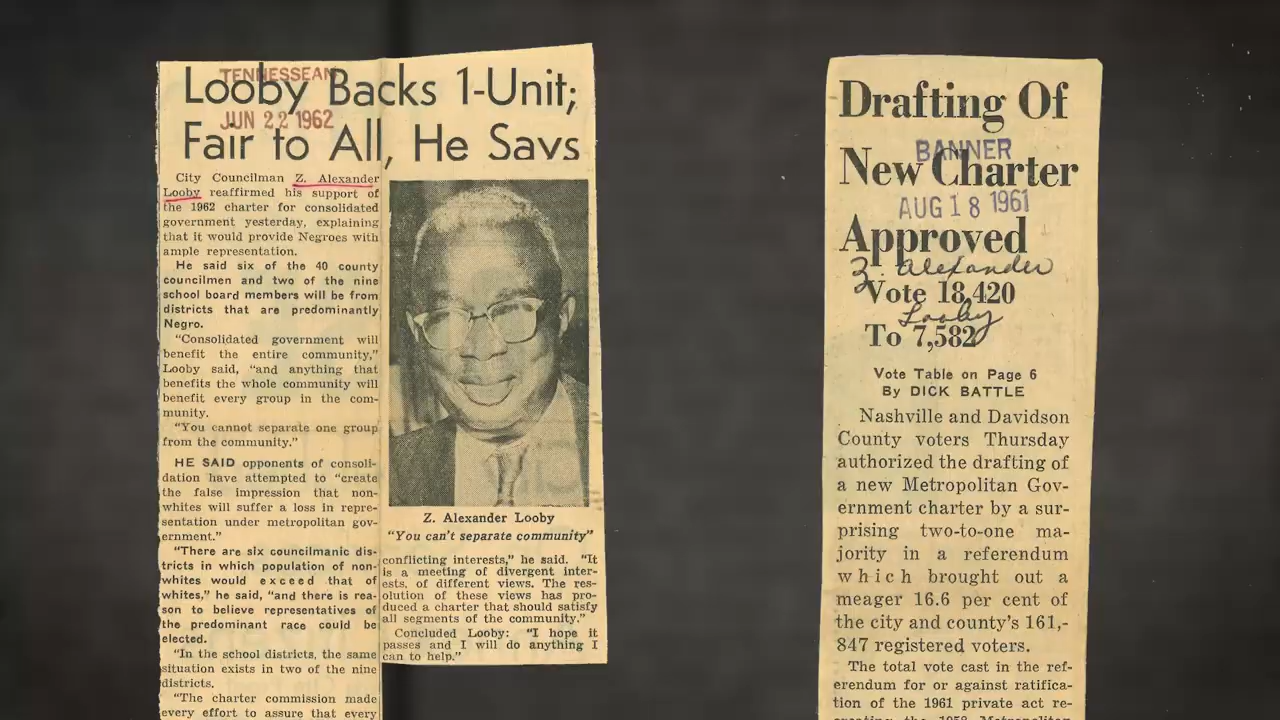 TENNESSEAN
Looby Backs 1-Unit;
JUN 22 1962
Fair to All, He Says
City Councilman Z. Alexander
Looby reaffirmed his support of
the 1962 charter for consolidated
government yesterday, explaining
that it would provide Negroes with
ample representation.
He said six of the 40 county
councilmen and two of the nine
school board members will be from
districts that are predominantly
Negro.
"Consolidated government will
benefit the entire community,"
Looby said, "and anything that
benefits the whole community will
benefit every group in the com-
munity.
"You cannot separate one group
from the community."
HE SAID opponents of consoli-
dation have attempted to "create
the false impression that non-
whites will suffer a loss in repre-
sentation under metropolitan gov-
ernment."
"There are six councilmanic dis-
tricts in which population of non-
whites would exceed that of
whites," he said, "and there is rea-
son to believe representatives of
the predominant race could be
elected.
"In the school districts, the same
situation exists in two of the nine
districts.
"The charter commission made
every effort to assure that every
Z. Alexander Looby
"You can't separate community"
conflicting interests," he said. "It
is a meeting of divergent inter-
ests, of different views. The res-
olution of these views has pro-
duced a charter that should satisfy
all segments of the community."
Concluded Looby: "I hope it
passes and I will do anything I
can to help."
Drafting Of
BANNER
New Charter
AUG 18 1961
Approved
Z. Alexander
Vote 18,420
Looby
To 7,582
Vote Table on Page 6
By DICK BATTLE
Nashville and Davidson
County voters Thursday
authorized the drafting of
a new Metropolitan Gov-
ernment charter by a sur-
prising two-to-one ma-
jority in a referendum
which brought out a
meager 16.6 per cent of
the city and county's 161,-
847 registered voters.
The total vote cast in the ref-
erendum for or against ratifica-
tion of the 1961 private act re-